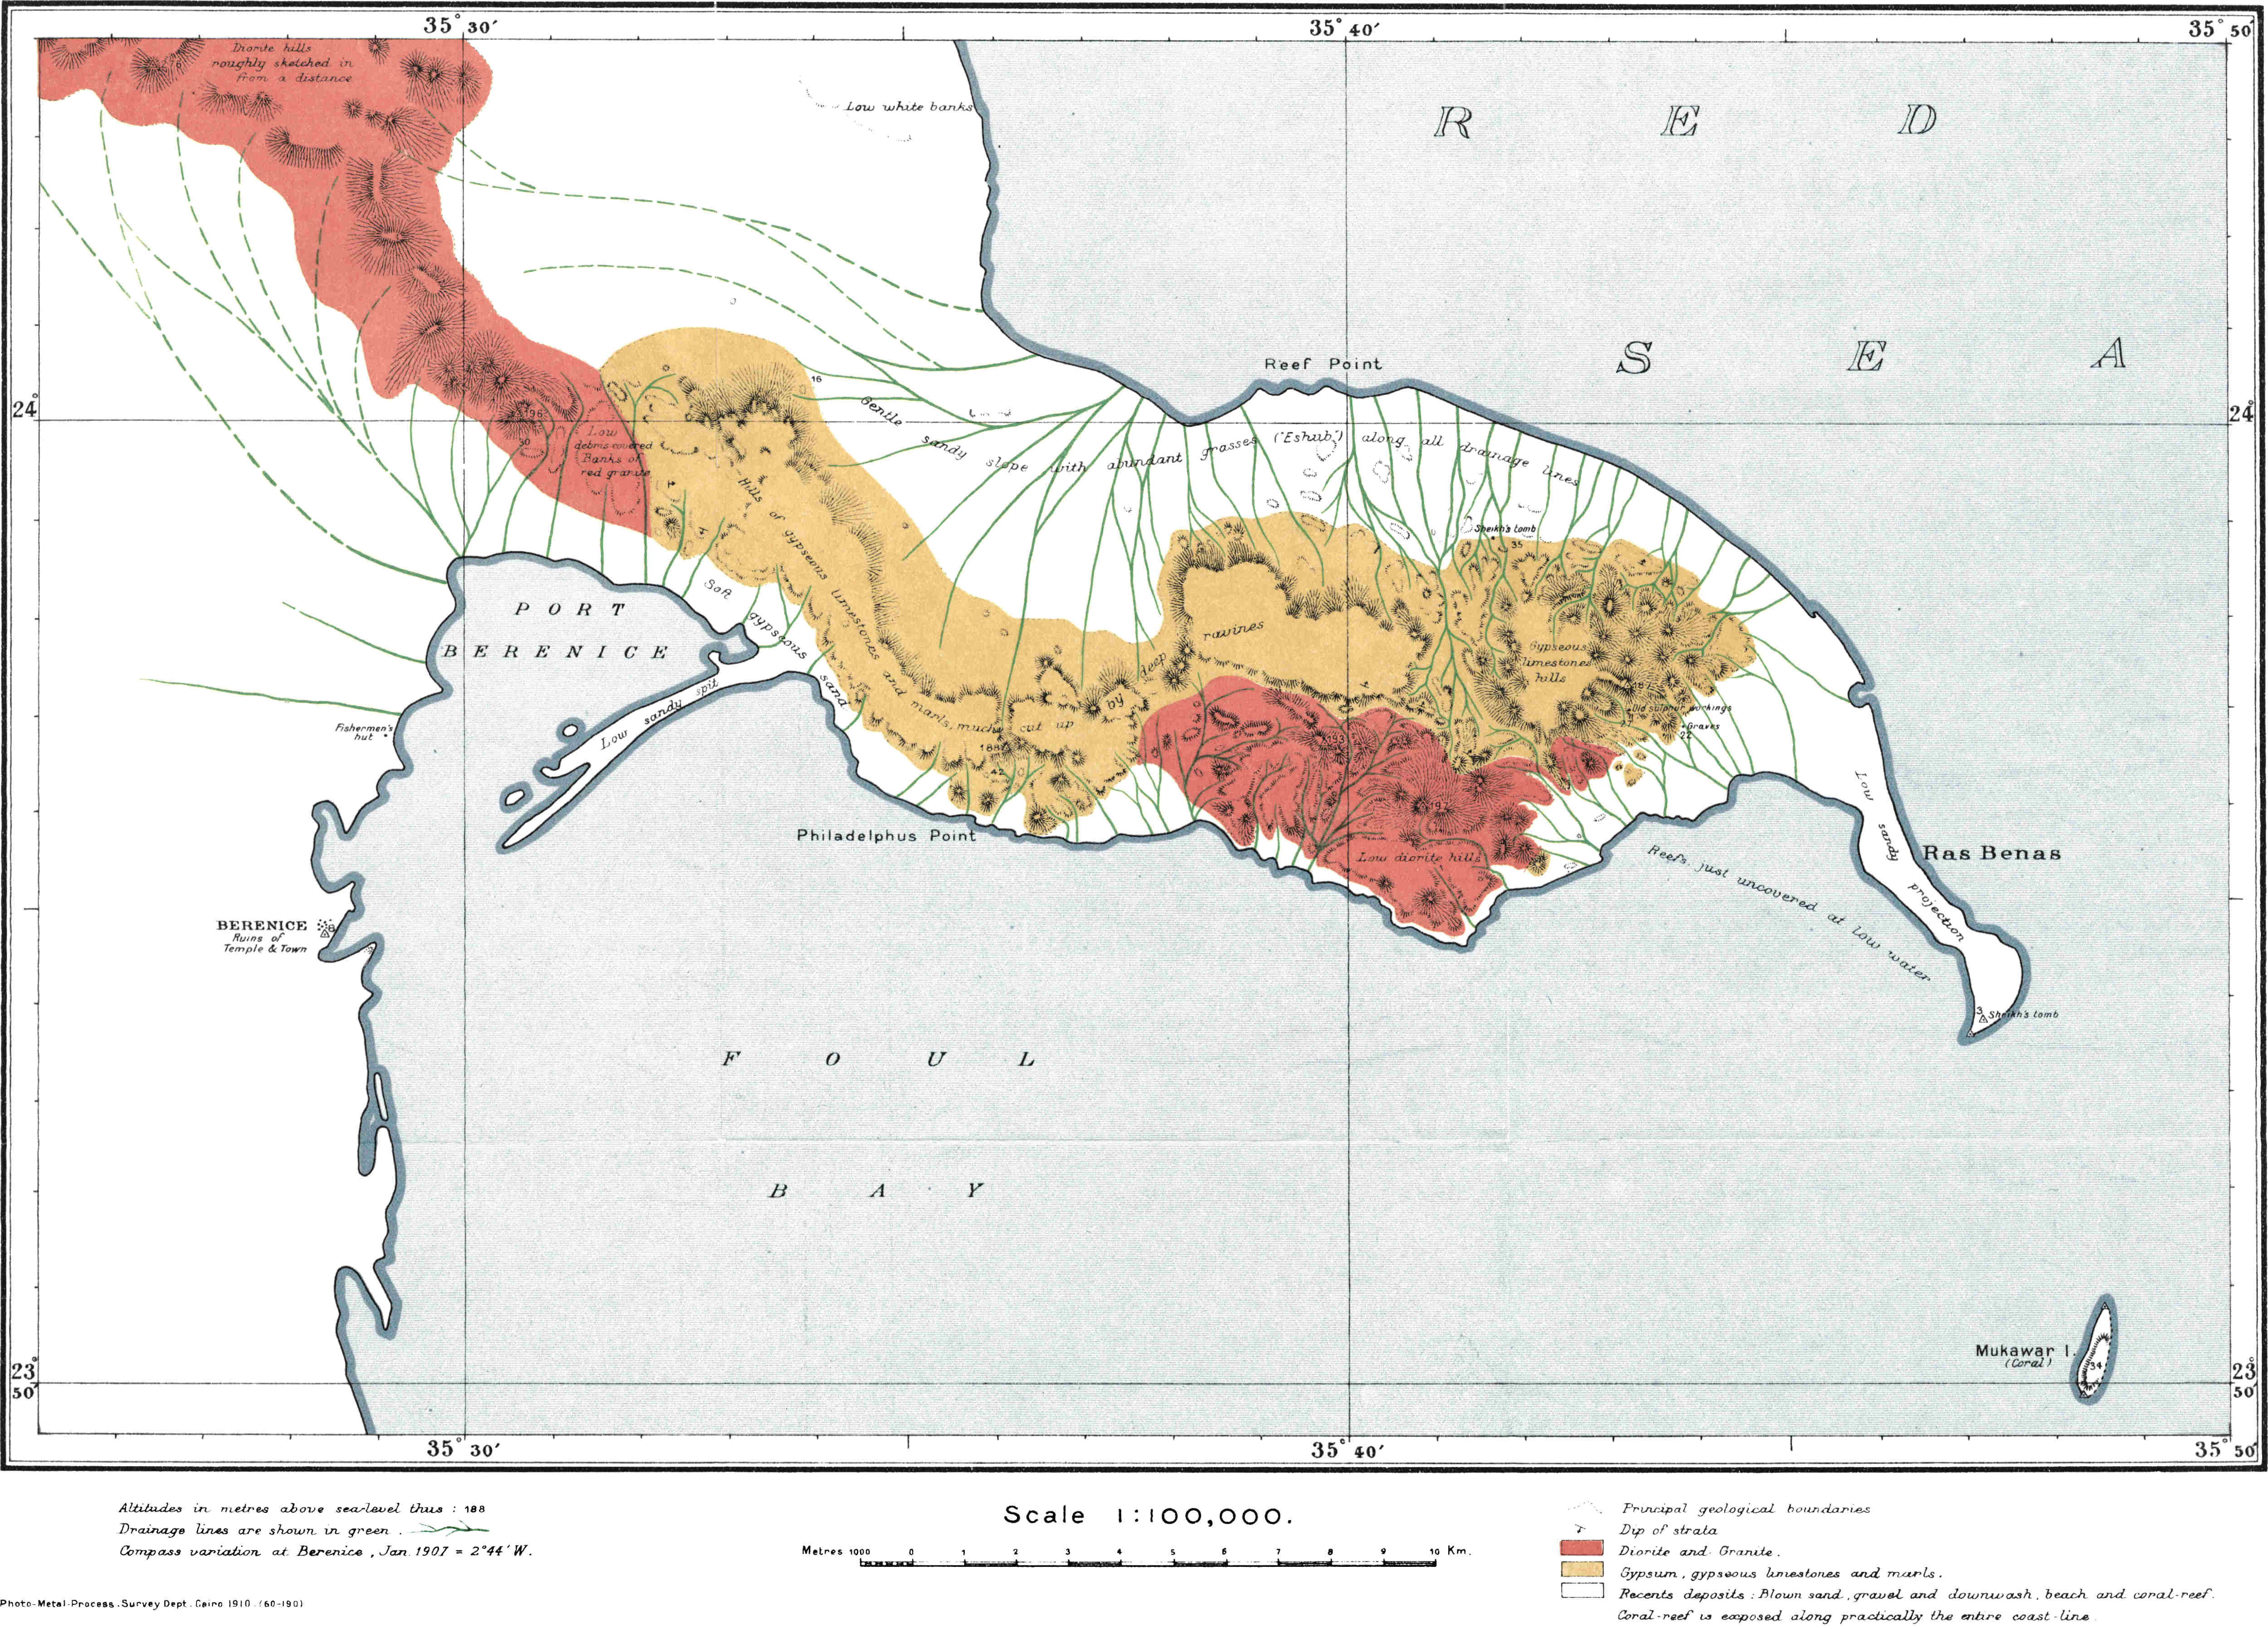 35° 30′
35° 40′
35° 50′
Diorite hills
roughly sketched in
from a distance
Low white banks
R E D
S E A
Reef Point
24°
24°
16
196
30
Low
debris-covered
Banks of
red granite
Gentle sandy slope with abundant grasses ("Eshub") along all drainage lines
Hills of gypseous limestones and marls, much cut up by deep ravines
Sheikh's tomb
35
PORT
BERENICE
Soft gypseous sand
Low sandy spit
Gypseous
limestones
hills
Old sulphur workings
Graves
22
Fishermen's
hut
188
42
193
197
Philadelphus Point
Low diorite hills
Low sandy projection
Ras Benas
Reefs just uncovered at low water
BERENICE
8
Ruins of
Temple & Town
3
Sheikh's tomb
F O U L
B A Y
Mukawar I.
(Coral)
34
23°
50′
23°
50′
35° 30′
35° 40′
35° 50′
Altitudes in metres above sea-level thus : 188
Drainage lines are shown in green .
Compass variation at Berenice , Jan. 1907 = 2°44′ W.
Scale 1:100,000.
Metres 1000 0 1 2 3 4 5 6 7 8 9 10 Km.
Principal geological boundaries
Dip of strata
Diorite and Granite .
Gypsum , gypseous limestones and marls .
Recents deposits : Blown sand , gravel and downwash , beach and coral-reef .
Coral-reef is exposed along practically the entire coast-line .
Photo-Metal-Process. Survey Dept. Cairo 1910. (60-190)